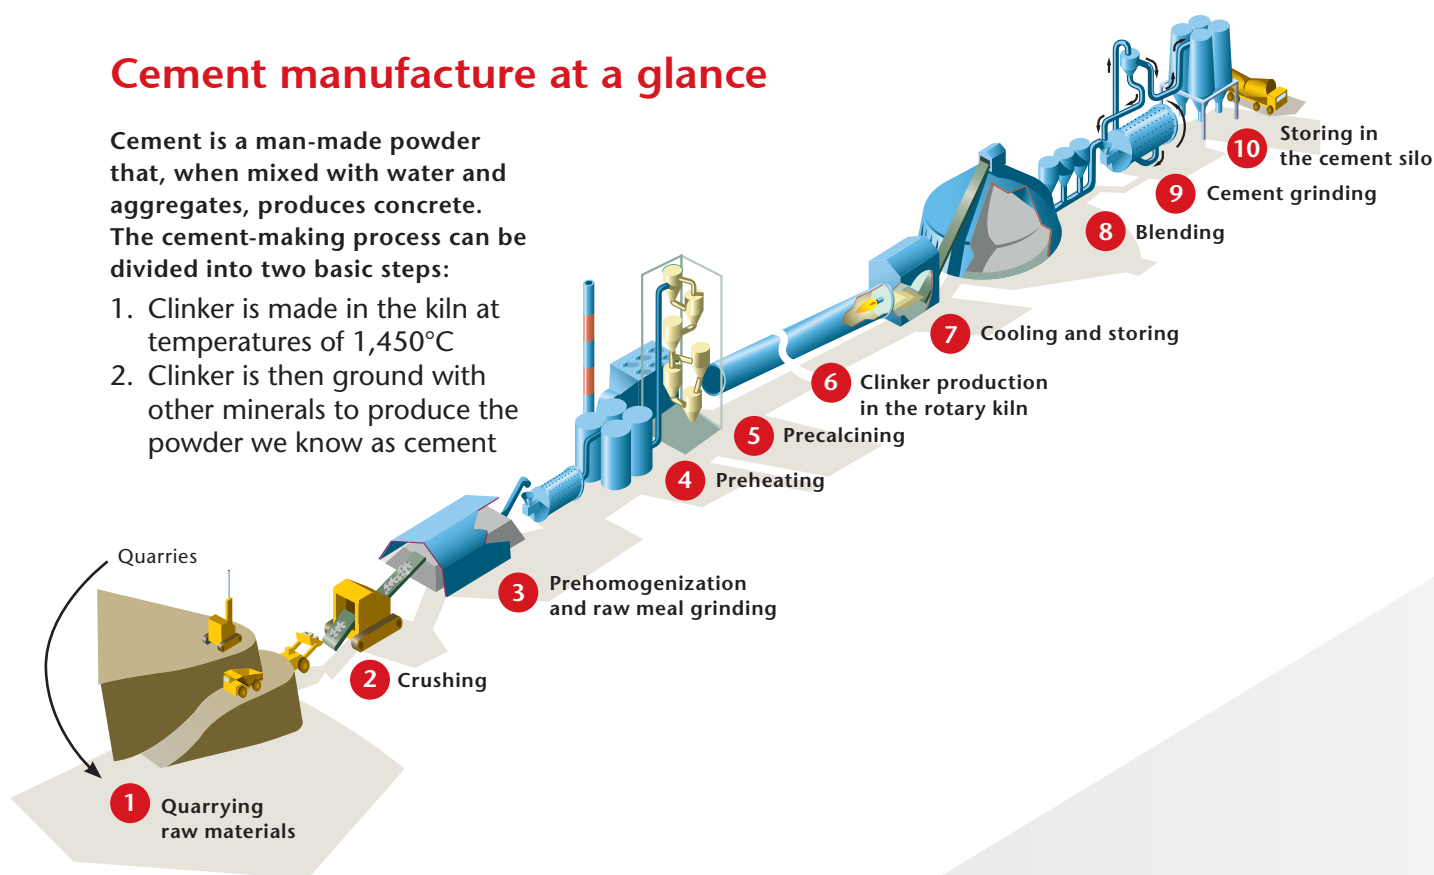 Cement manufacture at a glance
Cement is a man-made powder
that, when mixed with water and
aggregates, produces concrete.
The cement-making process can be
divided into two basic steps:
1. Clinker is made in the kiln at
temperatures of 1,450°C
2. Clinker is then ground with
other minerals to produce the
powder we know as cement
Quarries
1 Quarrying
raw materials
2 Crushing
3 Prehomogenization
and raw meal grinding
4 Preheating
5 Precalcining
6 Clinker production
in the rotary kiln
7 Cooling and storing
8 Blending
9 Cement grinding
10 Storing in
the cement silo